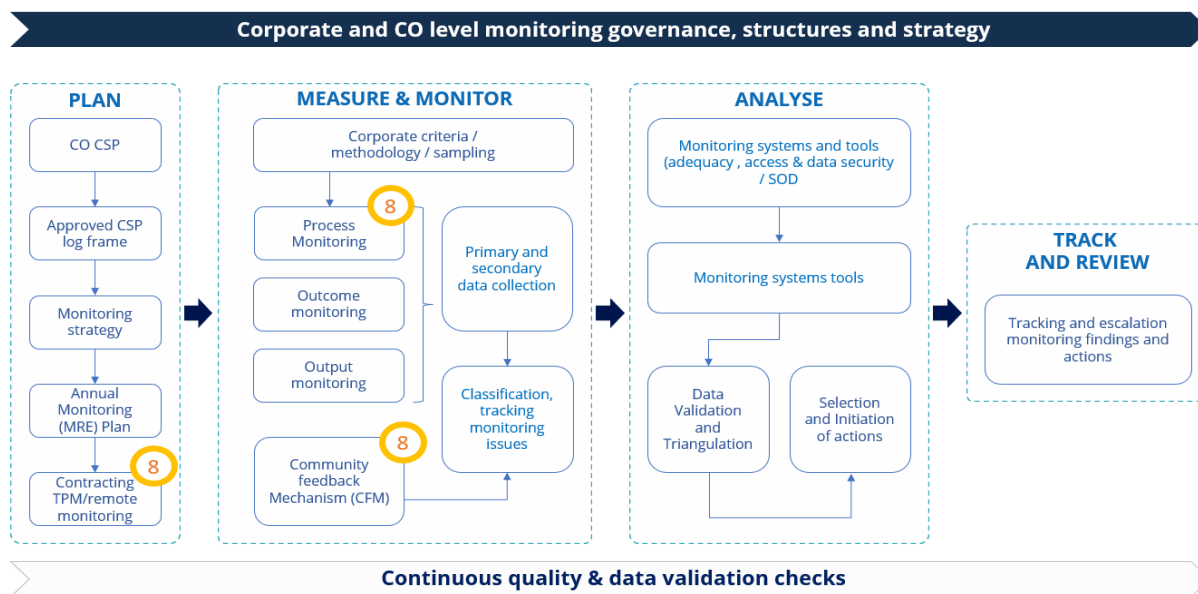 Corporate and CO level monitoring governance, structures and strategy
PLAN
CO CSP
Approved CSP
log frame
Monitoring
strategy
Annual
Monitoring
(MRE) Plan
8
Contracting
TPM/remote
monitoring
MEASURE & MONITOR
Corporate criteria /
methodology / sampling
8
Process
Monitoring
Outcome
monitoring
Output
monitoring
8
Community
feedback
Mechanism (CFM)
Primary and
secondary
data collection
Classification,
tracking
monitoring
issues
ANALYSE
Monitoring systems and tools
(adequacy , access & data security
/ SOD
Monitoring systems tools
Data
Validation
and
Triangulation
Selection
and Initiation
of actions
TRACK
AND REVIEW
Tracking and escalation
monitoring findings and
actions
Continuous quality & data validation checks